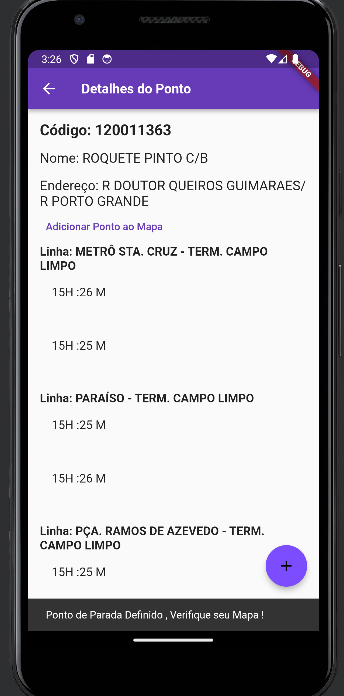 3:26
DEBUG
Detalhes do Ponto
Código: 120011363
Nome: ROQUETE PINTO C/B
Endereço: R DOUTOR QUEIROS GUIMARAES/
R PORTO GRANDE
Adicionar Ponto ao Mapa
Linha: METRÔ STA. CRUZ - TERM. CAMPO
LIMPO
15H :26 M
15H :25 M
Linha: PARAÍSO - TERM. CAMPO LIMPO
15H :25 M
15H :26 M
Linha: PÇA. RAMOS DE AZEVEDO - TERM.
CAMPO LIMPO
15H :25 M
Ponto de Parada Definido , Verifique seu Mapa !